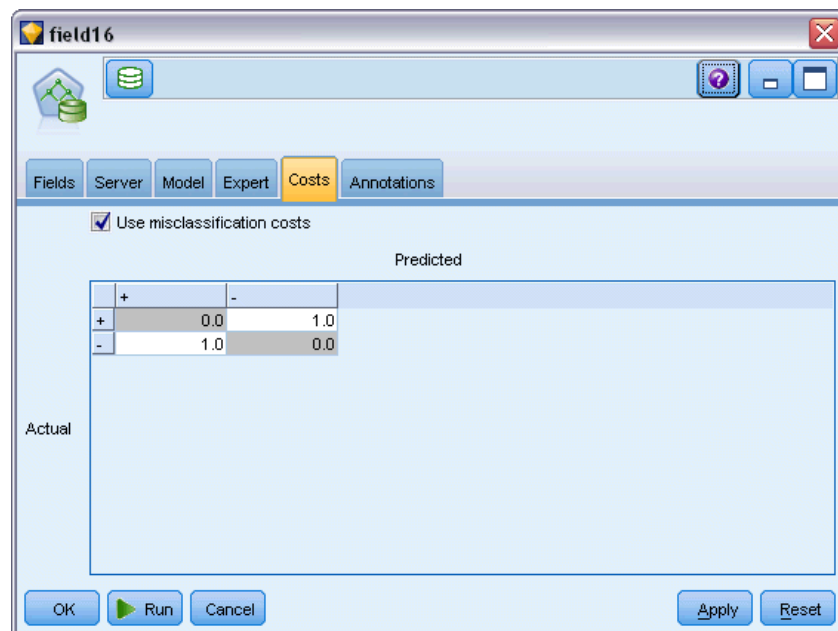 field16
Fields Server Model Expert Costs Annotations
Use misclassification costs
Predicted
+ -
+ 0.0 1.0
- 1.0 0.0
Actual
OK Run Cancel Apply Reset